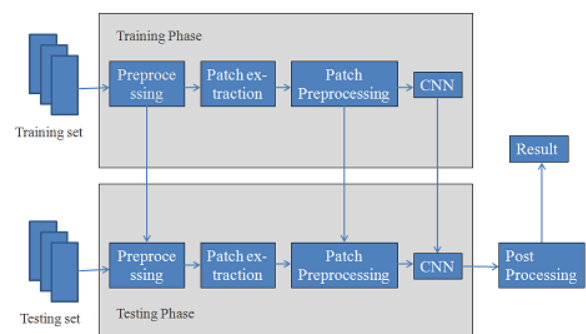 Training Phase
Preproce
ssing
Patch ex-
traction
Patch
Preprocessing
CNN
Training set
Result
Preproce
ssing
Patch ex-
traction
Patch
Preprocessing
CNN
Post
Processing
Testing set
Testing Phase